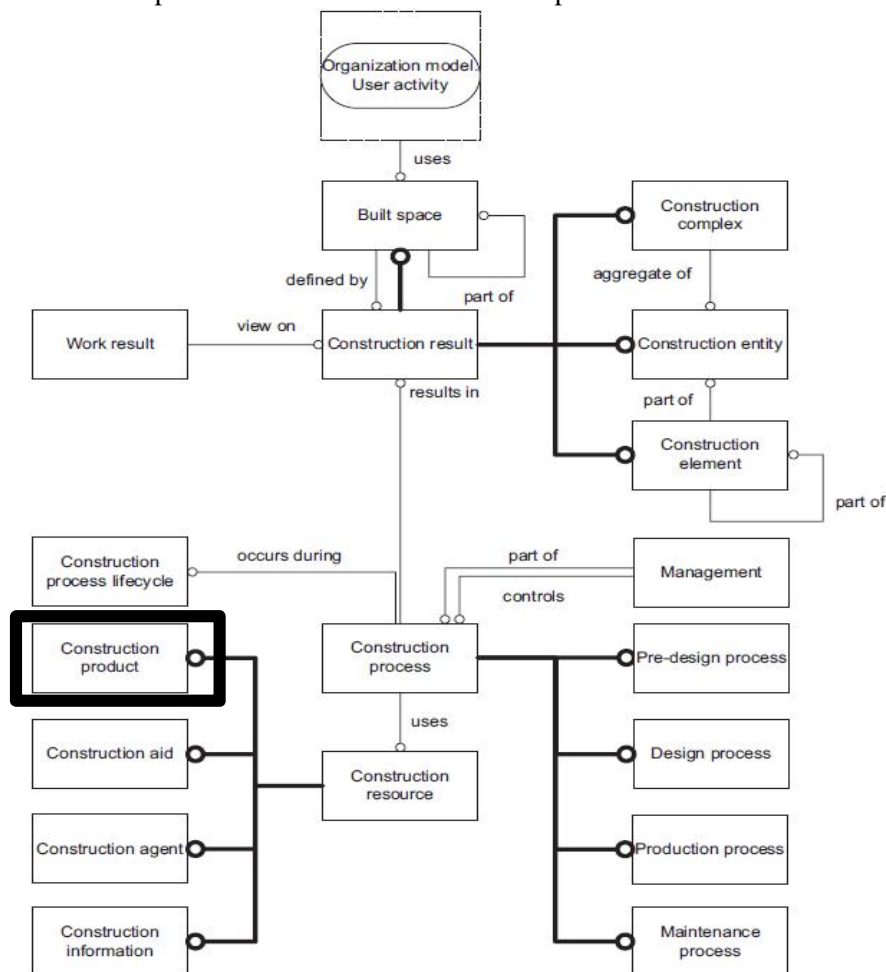 Organization model.
User activity
uses
Built space
Construction
complex
defined by
part of
aggregate of
Work result
view on
Construction result
Construction entity
results in
part of
Construction
element
part of
Construction
process lifecycle
occurs during
part of
controls
Management
Construction
product
Construction
process
Pre-design process
uses
Construction aid
Construction
resource
Design process
Construction agent
Production process
Construction
information
Maintenance
process